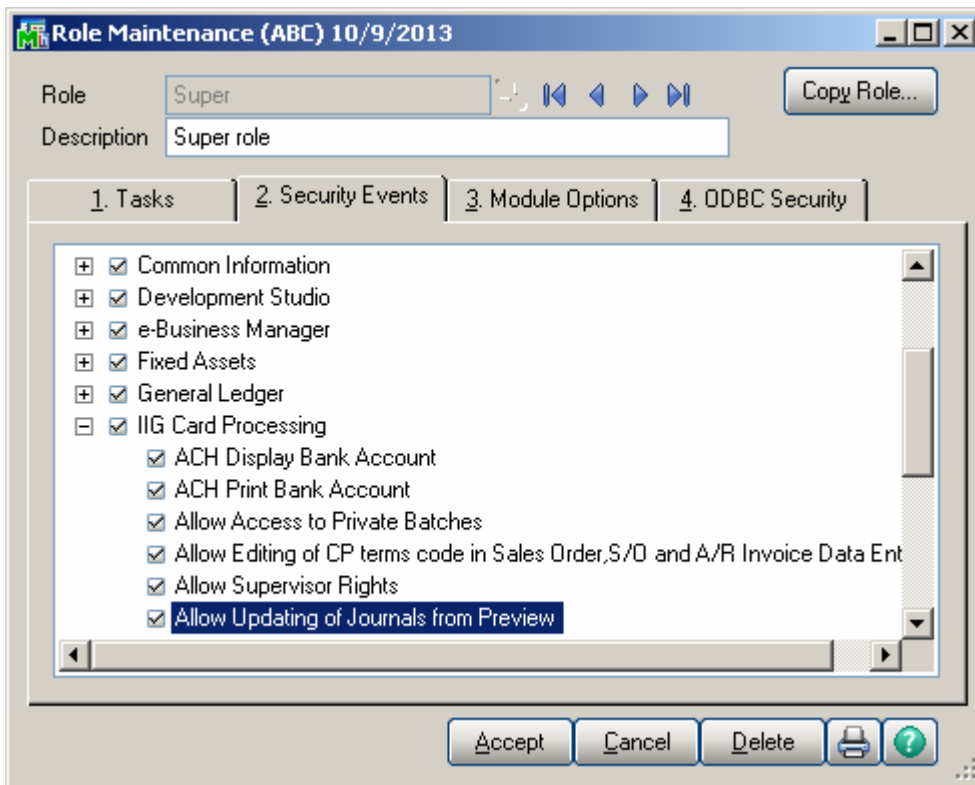 Role Maintenance (ABC) 10/9/2013
Role Super Copy Role...
Description Super role
1. Tasks 2. Security Events 3. Module Options 4. ODBC Security
Common Information
Development Studio
e-Business Manager
Fixed Assets
General Ledger
IIG Card Processing
ACH Display Bank Account
ACH Print Bank Account
Allow Access to Private Batches
Allow Editing of CP terms code in Sales Order,S/O and A/R Invoice Data Ent
Allow Supervisor Rights
Allow Updating of Journals from Preview
Accept Cancel Delete